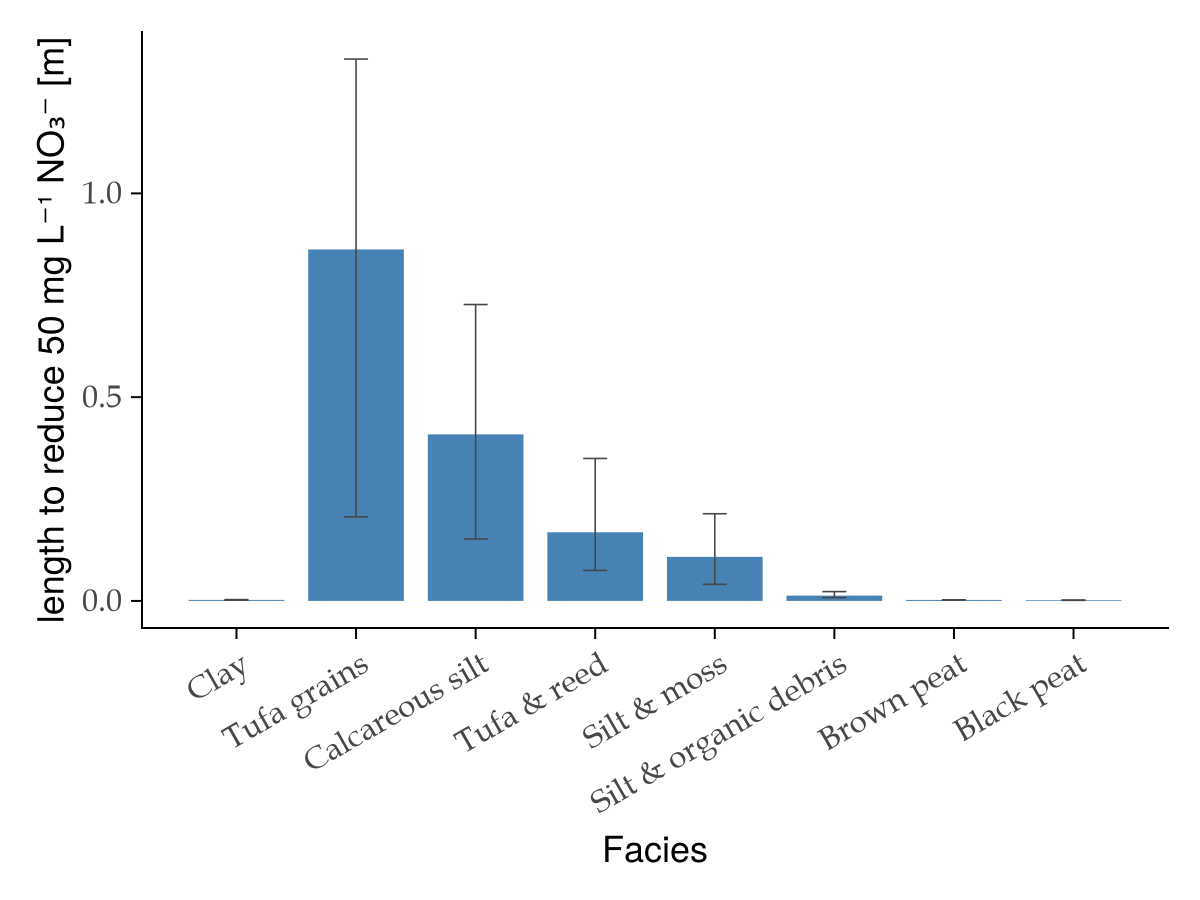 length to reduce 50 mg L⁻¹ NO₃⁻ [m]
1.0
0.5
0.0
Clay
Tufa grains
Calcareous silt
Tufa & reed
Silt & moss
Silt & organic debris
Brown peat
Black peat
Facies